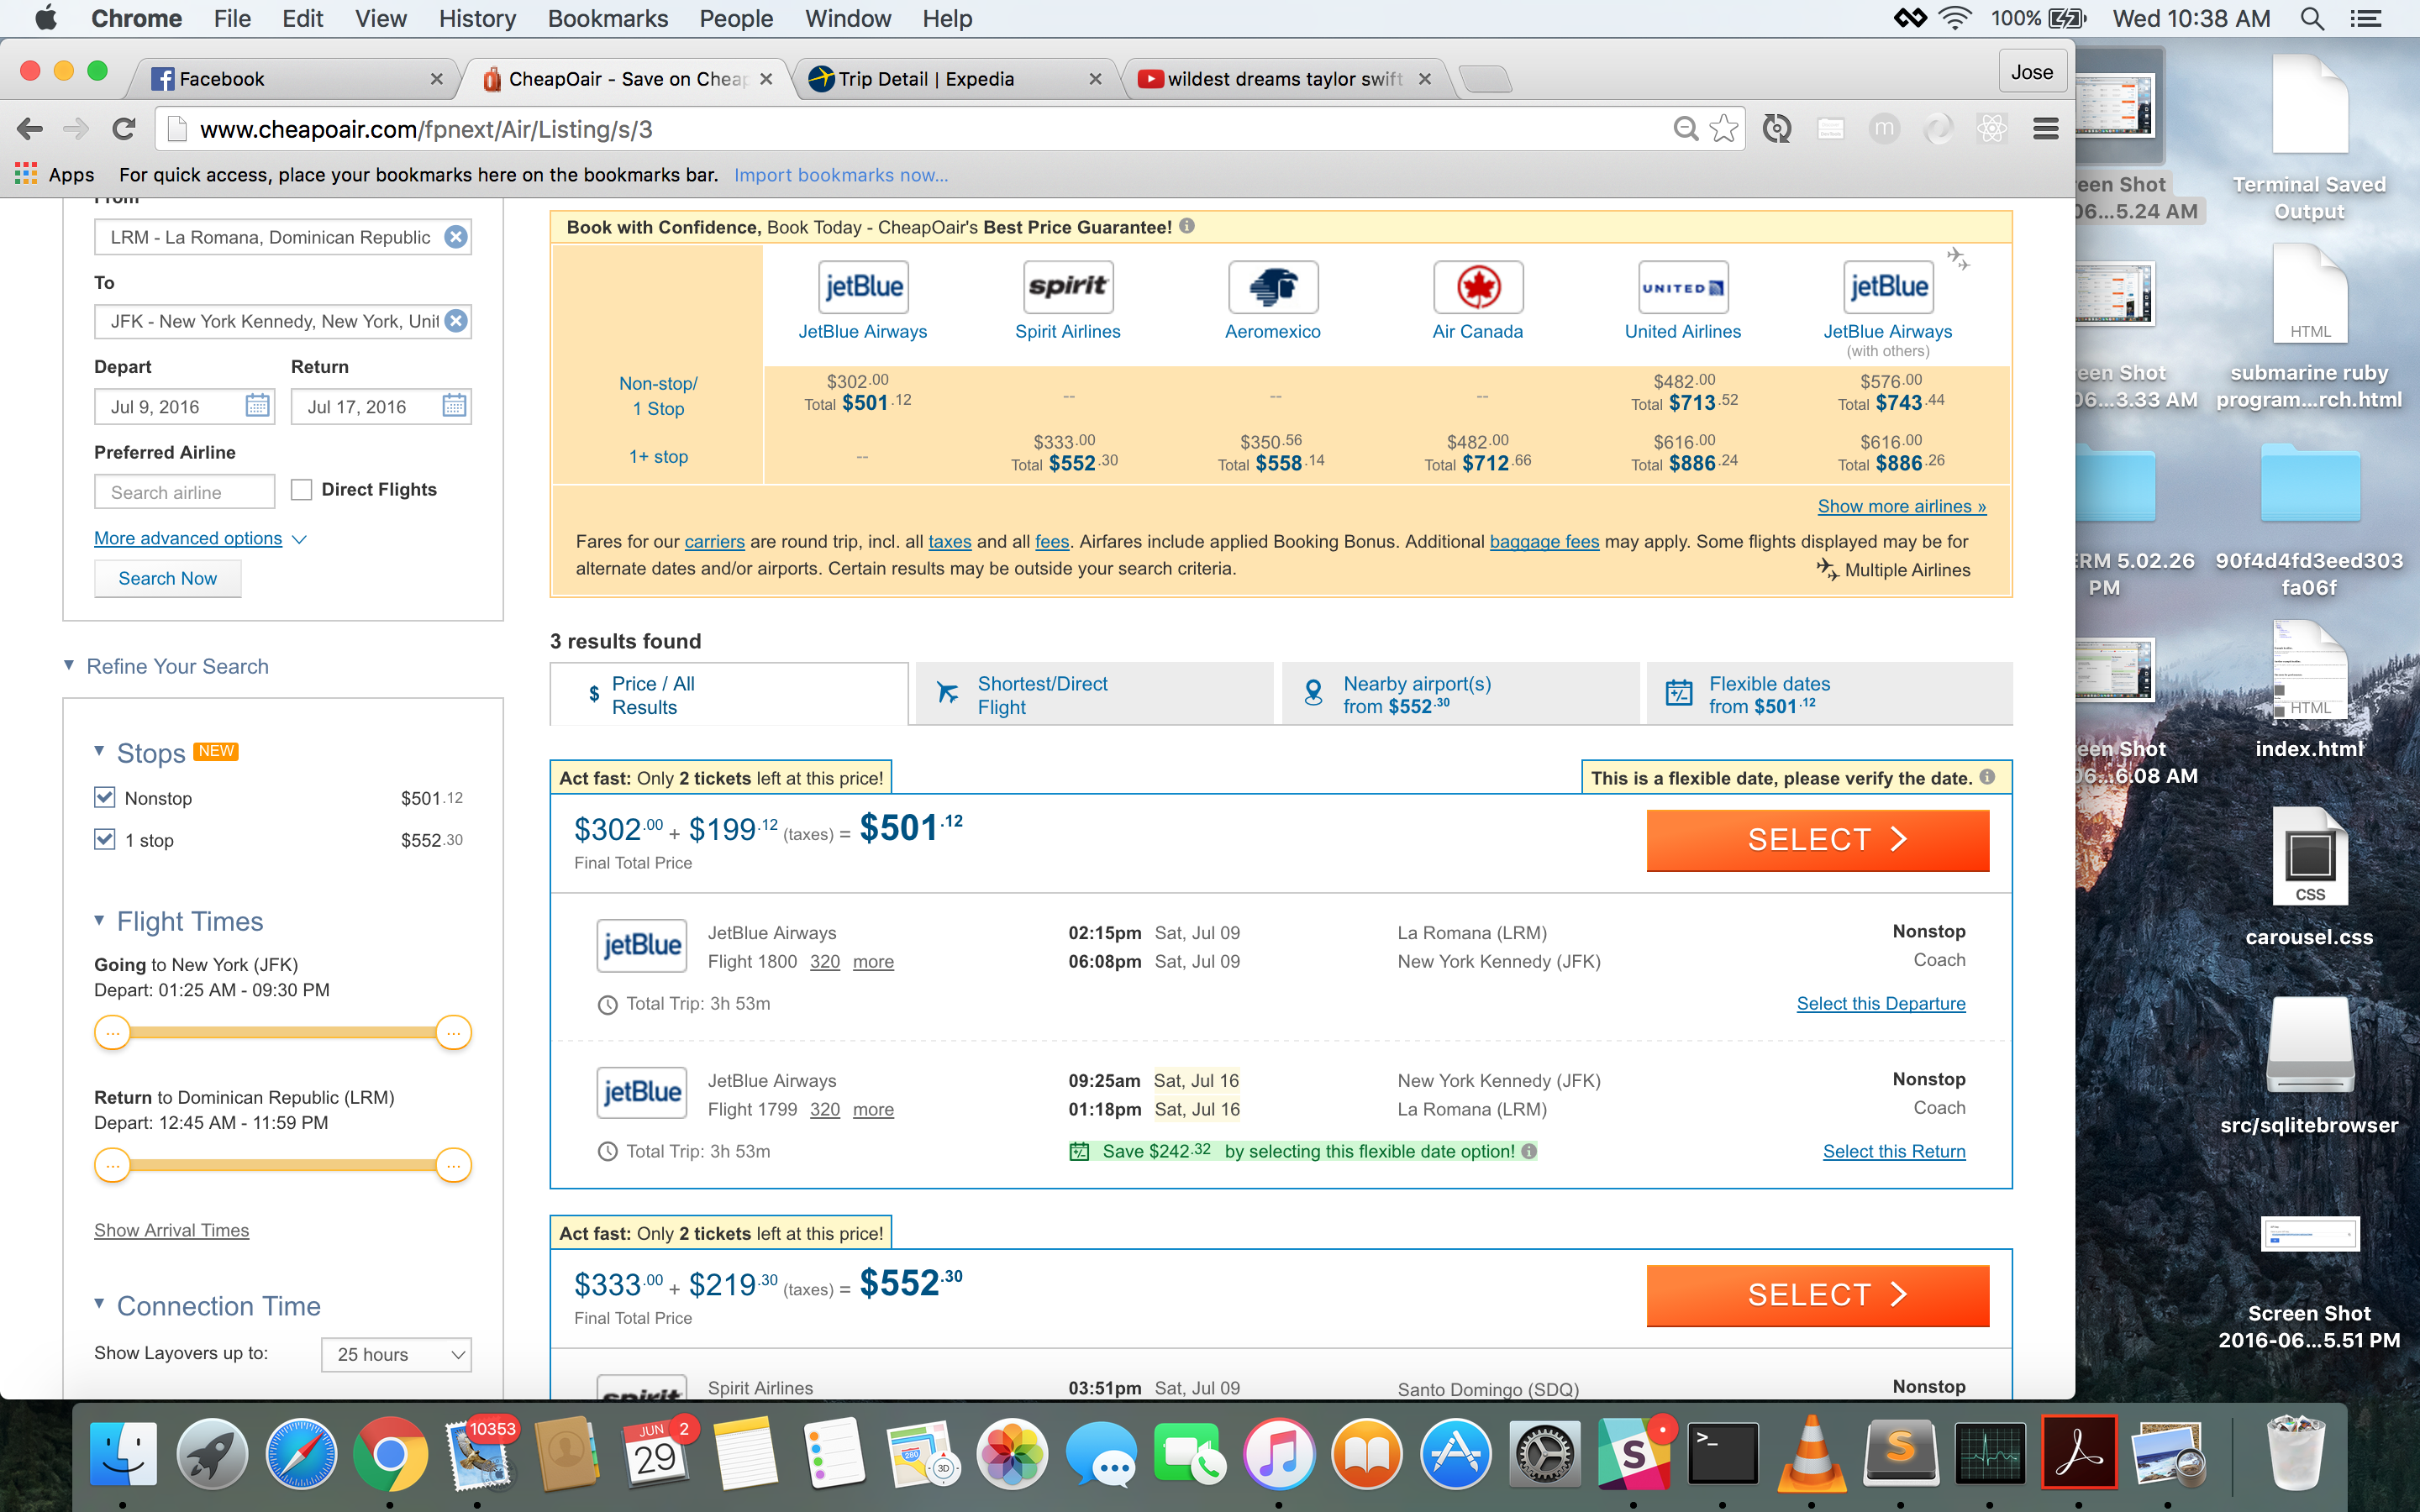 Chrome File Edit View History Bookmarks People Window Help 100% Wed 10:38 AM
Facebook CheapOair - Save on Cheap Trip Detail | Expedia wildest dreams taylor swift Jose
www.cheapoair.com/fpnext/Air/Listing/s/3
Apps For quick access, place your bookmarks here on the bookmarks bar. Import bookmarks now...
From
LRM - La Romana, Dominican Republic
To
JFK - New York Kennedy, New York, Unit
Depart Return
Jul 9, 2016 Jul 17, 2016
Preferred Airline
Search airline Direct Flights
More advanced options
Search Now
Refine Your Search
Stops NEW
Nonstop $501.12
1 stop $552.30
Flight Times
Going to New York (JFK)
Depart: 01:25 AM - 09:30 PM
Return to Dominican Republic (LRM)
Depart: 12:45 AM - 11:59 PM
Show Arrival Times
Connection Time
Show Layovers up to: 25 hours
Book with Confidence, Book Today - CheapOair's Best Price Guarantee!
jetBlue spirit UNITED jetBlue
JetBlue Airways Spirit Airlines Aeromexico Air Canada United Airlines JetBlue Airways
(with others)
Non-stop/ 1 Stop
$302.00 $482.00 $576.00
Total $501.12 -- -- -- Total $713.52 Total $743.44
1+ stop
$333.00 $350.56 $482.00 $616.00 $616.00
-- Total $552.30 Total $558.14 Total $712.66 Total $886.24 Total $886.26
Show more airlines »
Fares for our carriers are round trip, incl. all taxes and all fees. Airfares include applied Booking Bonus. Additional baggage fees may apply. Some flights displayed may be for
alternate dates and/or airports. Certain results may be outside your search criteria.
Multiple Airlines
3 results found
$ Price / All Results
Shortest/Direct Flight
Nearby airport(s) from $552.30
Flexible dates from $501.12
Act fast: Only 2 tickets left at this price! This is a flexible date, please verify the date.
$302.00 + $199.12 (taxes) = $501.12
Final Total Price
SELECT
jetBlue JetBlue Airways 02:15pm Sat, Jul 09 La Romana (LRM) Nonstop
Flight 1800 320 more 06:08pm Sat, Jul 09 New York Kennedy (JFK) Coach
Total Trip: 3h 53m Select this Departure
jetBlue JetBlue Airways 09:25am Sat, Jul 16 New York Kennedy (JFK) Nonstop
Flight 1799 320 more 01:18pm Sat, Jul 16 La Romana (LRM) Coach
Total Trip: 3h 53m Save $242.32 by selecting this flexible date option! Select this Return
Act fast: Only 2 tickets left at this price!
$333.00 + $219.30 (taxes) = $552.30
Final Total Price
SELECT
spirit Spirit Airlines 03:51pm Sat, Jul 09 Santo Domingo (SDQ) Nonstop
een Shot
06...5.24 AM
Terminal Saved
Output
een Shot
06...3.33 AM
HTML
submarine ruby
program...rch.html
ERM 5.02.26
PM
90f4d4fd3eed303
fa06f
een Shot
06...6.08 AM
HTML
index.html
CSS
carousel.css
src/sqlitebrowser
Screen Shot
2016-06...5.51 PM
10353
JUN 29 2
280
3D
S
>_
S